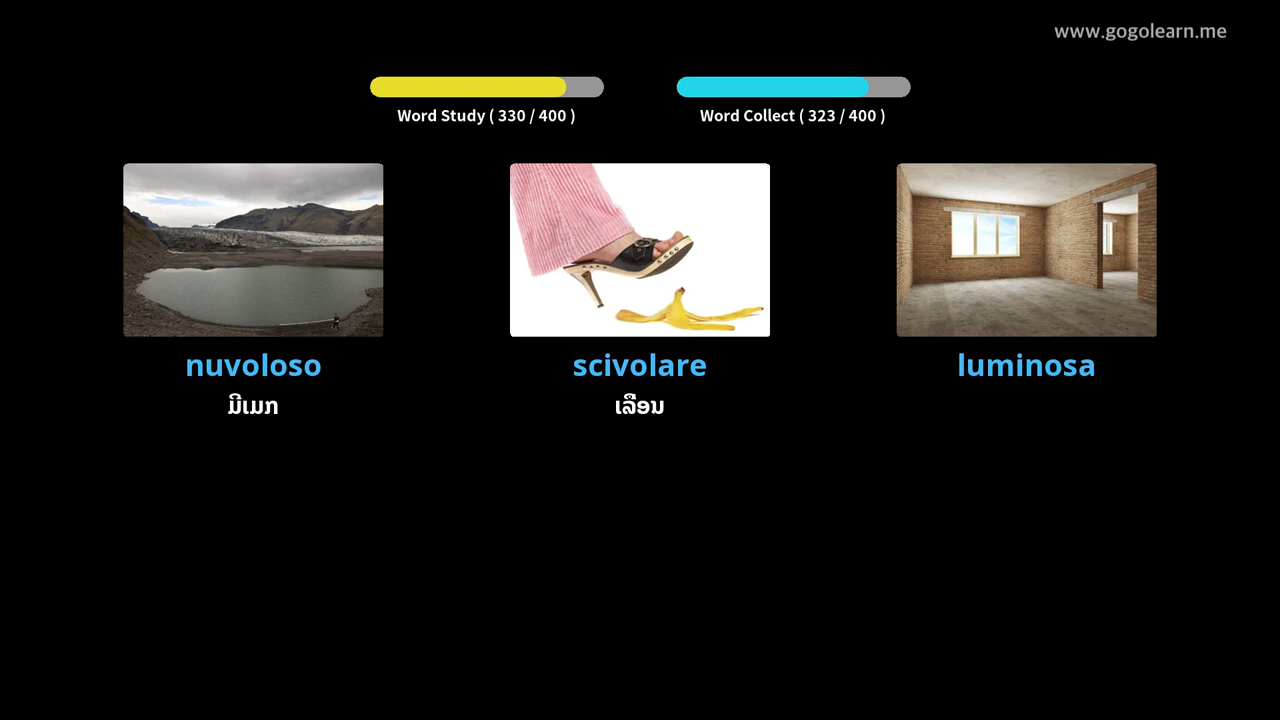 www.gogolearn.me
Word Study ( 330 / 400 )
Word Collect ( 323 / 400 )
nuvoloso
scivolare
luminosa
ມີເມກ
ເລື່ອນ